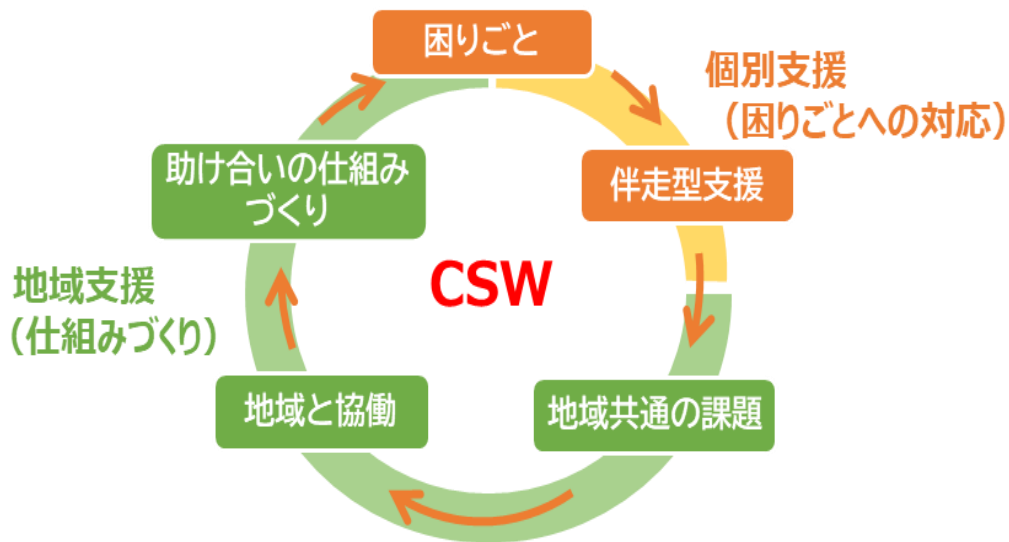 困りごと
個別支援
（困りごとへの対応）
伴走型支援
助け合いの仕組み
づくり
CSW
地域支援
（仕組みづくり）
地域と協働
地域共通の課題